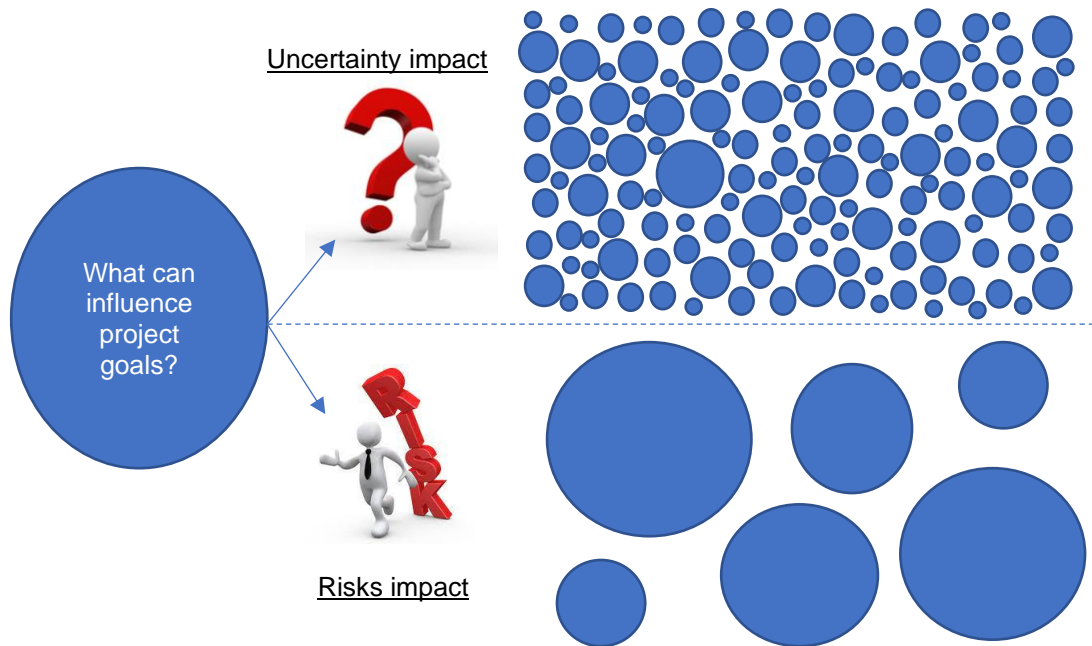 Uncertainty impact
What can
influence
project
goals?
RISK
Risks impact